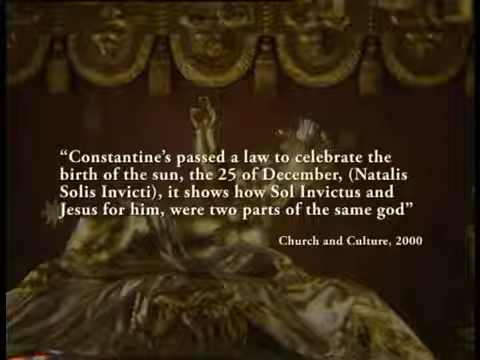 “Constantine’s passed a law to celebrate the
birth of the sun, the 25 of December, (Natalis
Solis Invicti), it shows how Sol Invictus and
Jesus for him, were two parts of the same god”
Church and Culture, 2000